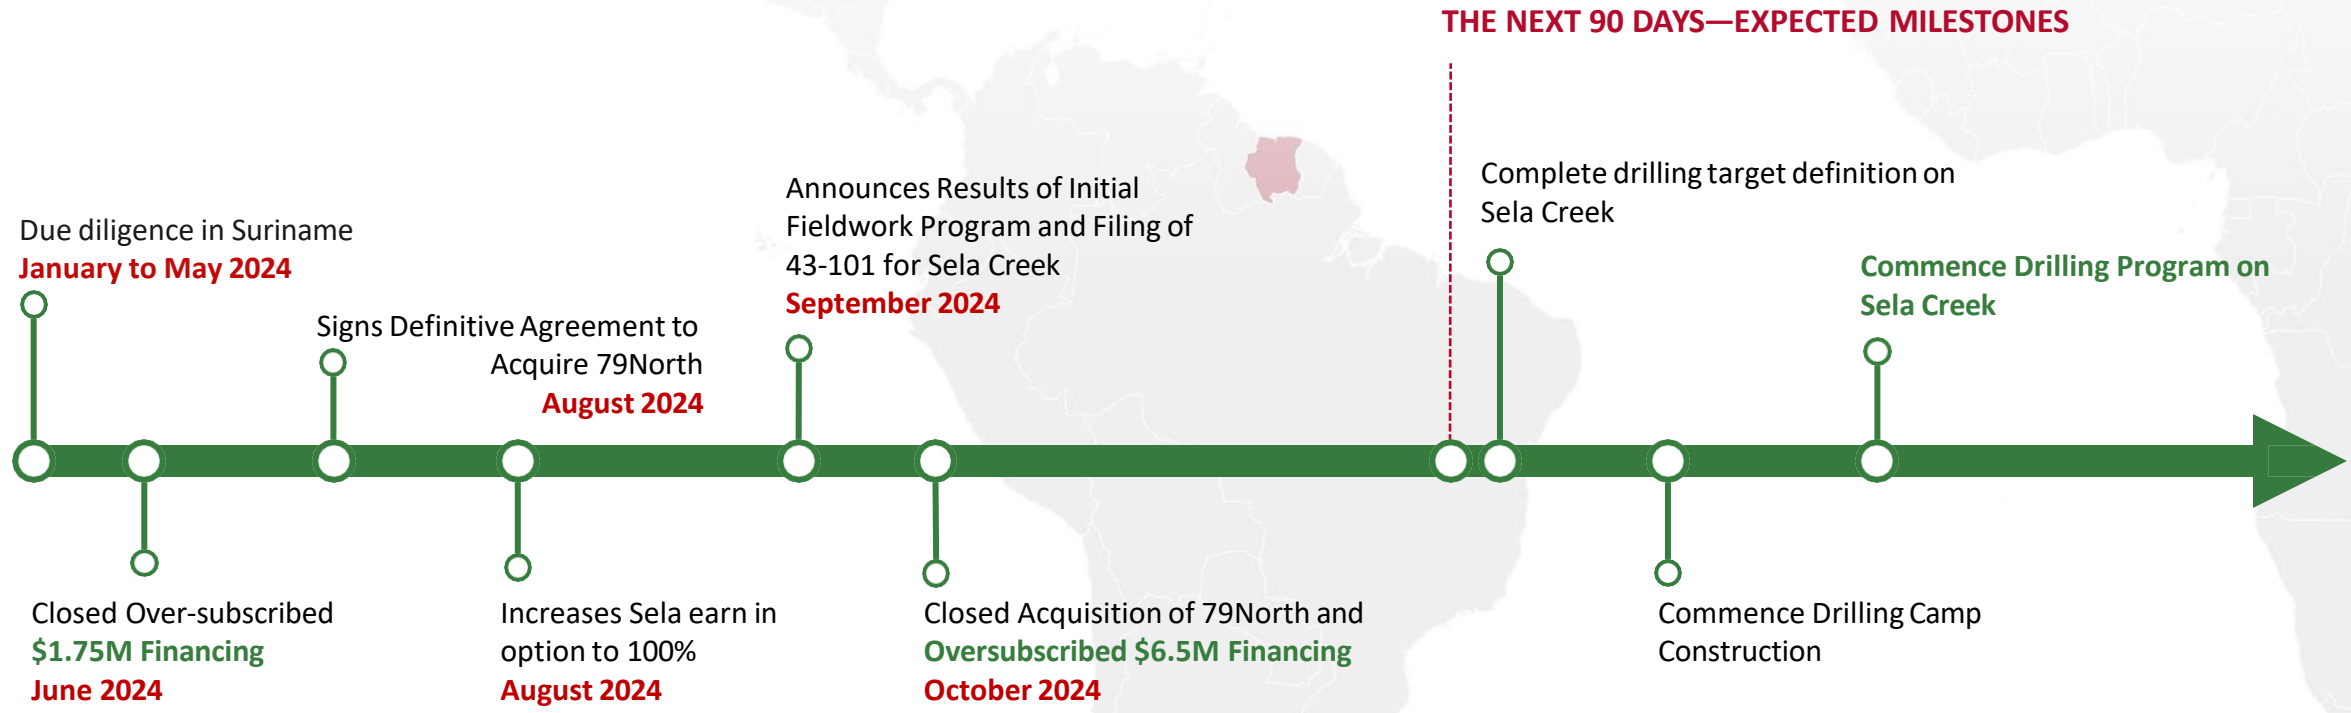 THE NEXT 90 DAYS—EXPECTED MILESTONES
Due diligence in Suriname
January to May 2024
Closed Over-subscribed
$1.75M Financing
June 2024
Signs Definitive Agreement to
Acquire 79North
August 2024
Increases Sela earn in
option to 100%
August 2024
Announces Results of Initial
Fieldwork Program and Filing of
43-101 for Sela Creek
September 2024
Closed Acquisition of 79North and
Oversubscribed $6.5M Financing
October 2024
Complete drilling target definition on
Sela Creek
Commence Drilling Camp
Construction
Commence Drilling Program on
Sela Creek